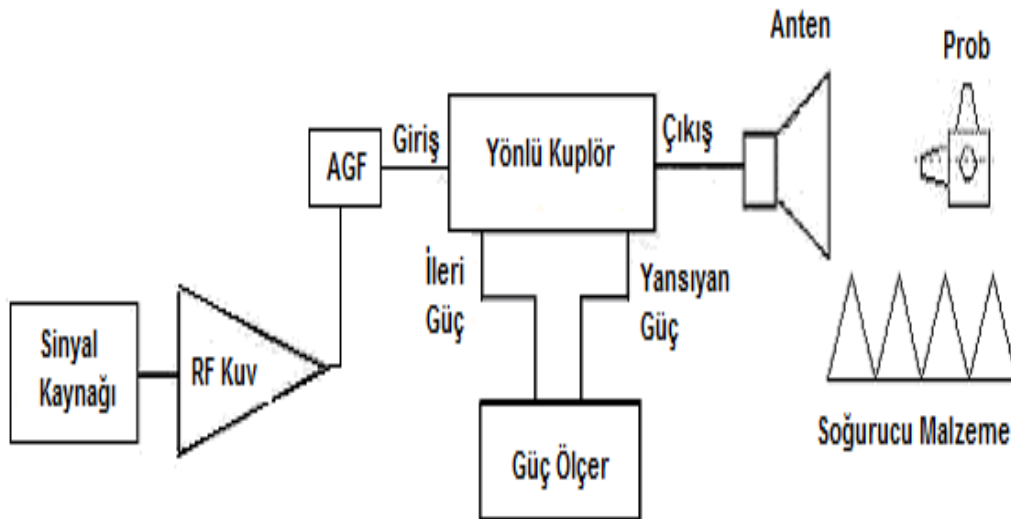 Sinyal
Kaynağı
RF Kuv
AGF
Giriş
Yönlü Kuplör
Çıkış
Anten
Prob
İleri
Güç
Yansıyan
Güç
Güç Ölçer
Soğurucu Malzeme